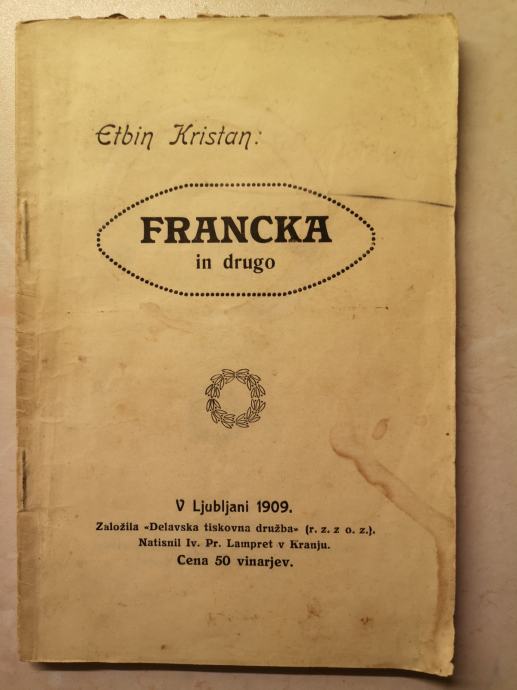 Etbin Kristan:
FRANCKA
in drugo
V Ljubljani 1909.
Založila «Delavska tiskovna družba» (r. z. z o. z.).
Natisnil Iv. Pr. Lampret v Kranju.
Cena 50 vinarjev.